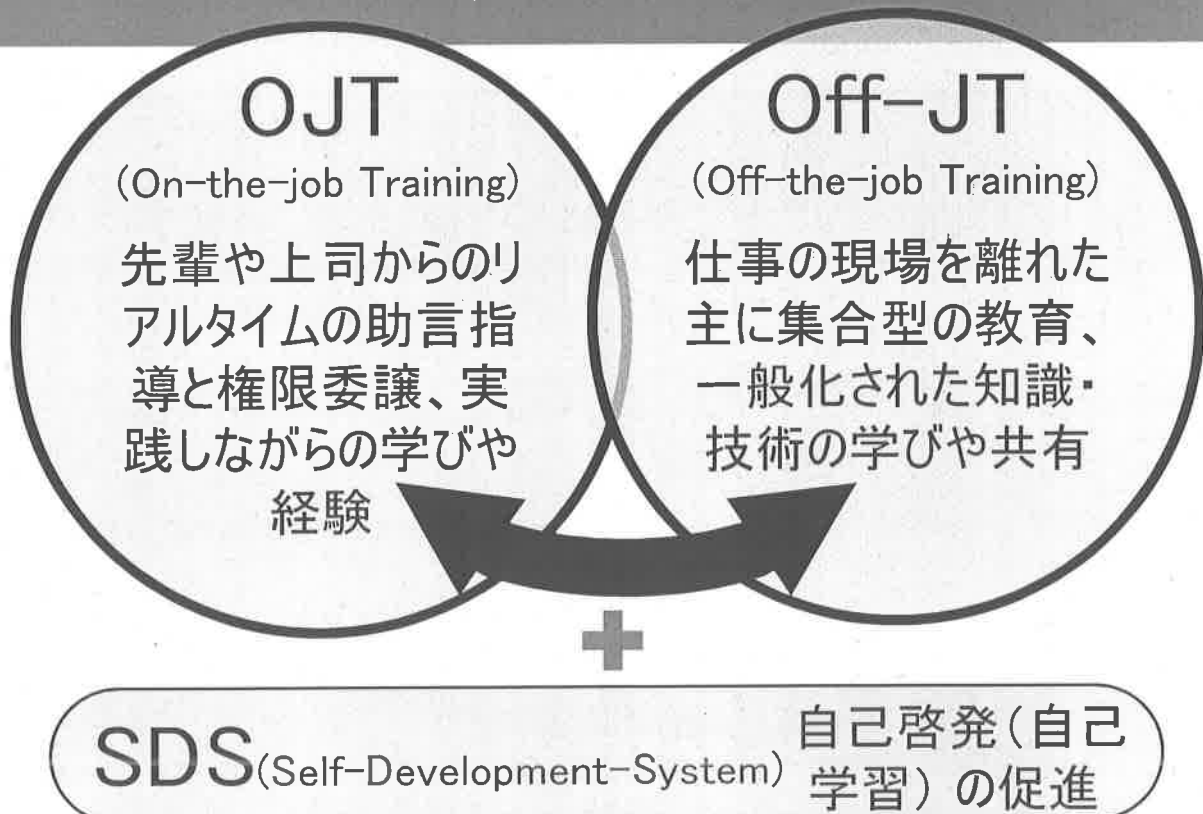 OJT
(On-the-job Training)
先輩や上司からのリ
アルタイムの助言指
導と権限委譲、実
践しながらの学びや
経験
Off-JT
(Off-the-job Training)
仕事の現場を離れた
主に集合型の教育、
一般化された知識・
技術の学びや共有
+
SDS(Self-Development-System)
自己啓発(自己
学習)の促進